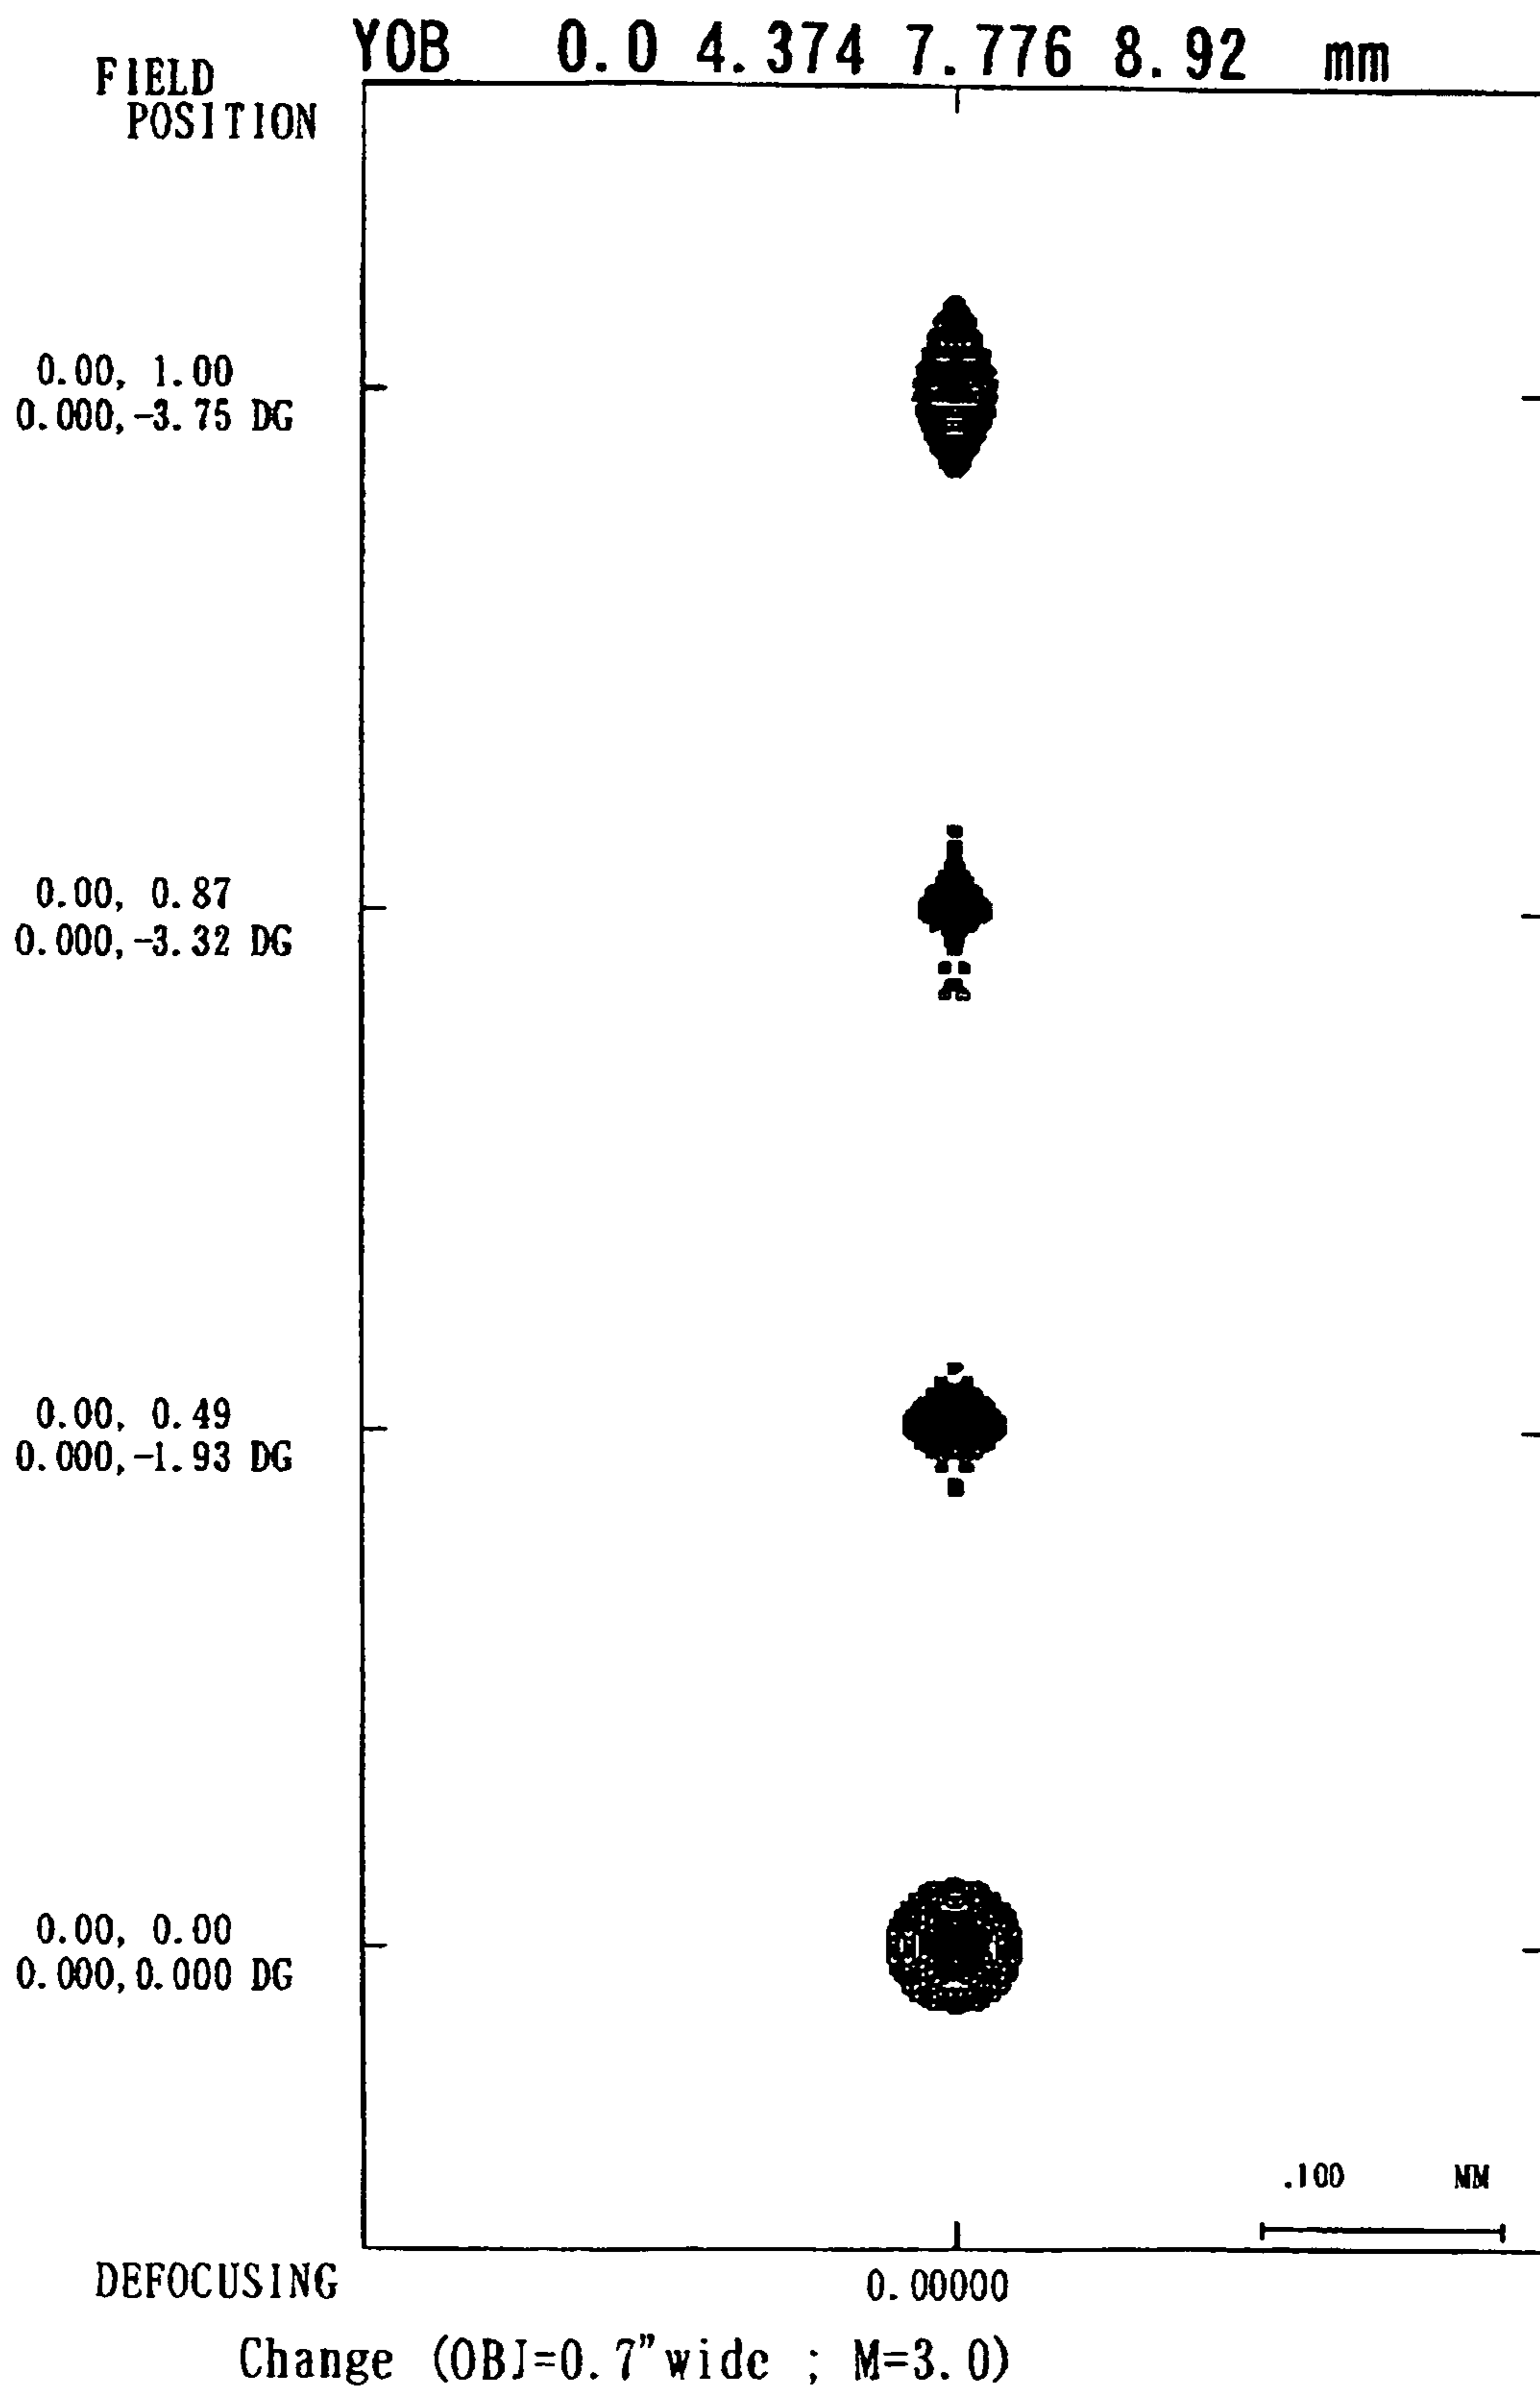 YOB 0.0 4.374 7.776 8.92 mm
FIELD
POSITION
0.00, 1.00
0.000,-3.75 DG
0.00, 0.87
0.000,-3.32 DG
0.00, 0.49
0.000,-1.93 DG
0.00, 0.00
0.000,0.000 DG
.100 MM
DEFOCUSING 0.00000
Change (OBJ=0.7”wide ; M=3.0)